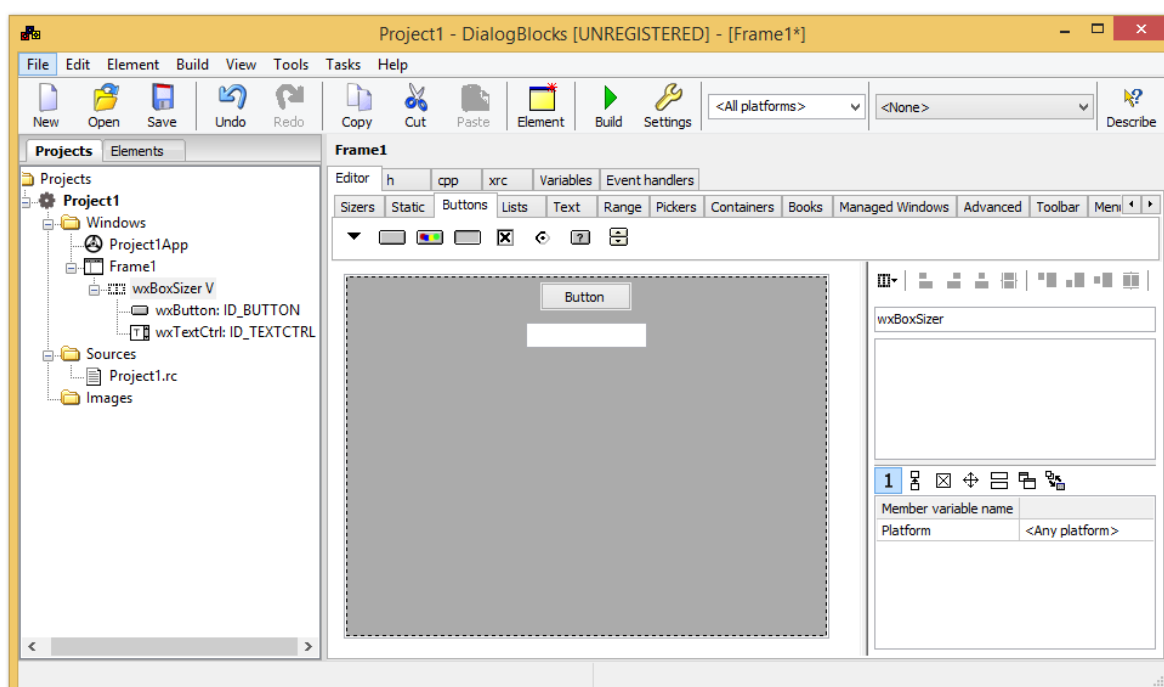 Project1 - DialogBlocks [UNREGISTERED] - [Frame1*]
File Edit Element Build View Tools Tasks Help
New Open Save Undo Redo Copy Cut Paste Element Build Settings <All platforms> <None> Describe
Projects Elements
Projects
Project1
Windows
Project1App
Frame1
wxBoxSizer V
wxButton: ID_BUTTON
wxTextCtrl: ID_TEXTCTRL
Sources
Project1.rc
Images
Frame1
Editor h cpp xrc Variables Event handlers
Sizers Static Buttons Lists Text Range Pickers Containers Books Managed Windows Advanced Toolbar
Button
wxBoxSizer
1
Member variable name
Platform <Any platform>